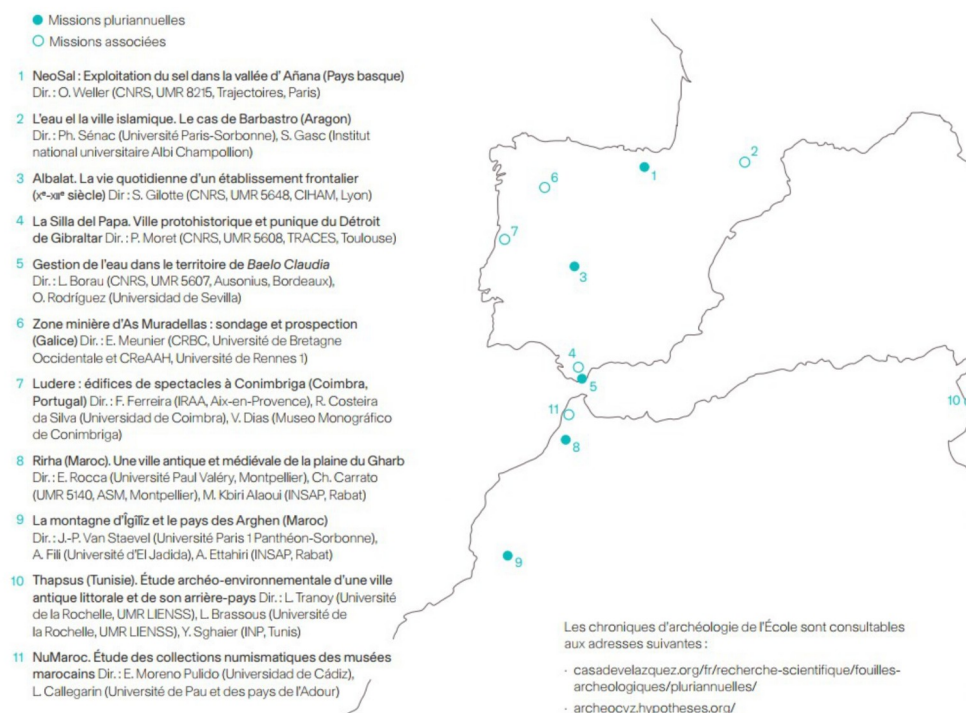 Missions pluriannuelles
Missions associées
1 NeoSal : Exploitation du sel dans la vallée d'Añana (Pays basque)
Dir. : O. Weller (CNRS, UMR 8215, Trajectoires, Paris)
2 L'eau el la ville islamique. Le cas de Barbastro (Aragon)
Dir. : Ph. Sénac (Université Paris-Sorbonne), S. Gasc (Institut
national universitaire Albi Champollion)
3 Albalat. La vie quotidienne d'un établissement frontalier
(xᵉ-xııᵉ siècle) Dir : S. Gilotte (CNRS, UMR 5648, CIHAM, Lyon)
4 La Silla del Papa. Ville protohistorique et punique du Détroit
de Gibraltar Dir. : P. Moret (CNRS, UMR 5608, TRACES, Toulouse)
5 Gestion de l'eau dans le territoire de Baelo Claudia
Dir. : L. Borau (CNRS, UMR 5607, Ausonius, Bordeaux),
O. Rodríguez (Universidad de Sevilla)
6 Zone minière d'As Muradellas : sondage et prospection
(Galice) Dir. : E. Meunier (CRBC, Université de Bretagne
Occidentale et CReAAH, Université de Rennes 1)
7 Ludere : édifices de spectacles à Conimbriga (Coimbra,
Portugal) Dir. : F. Ferreira (IRAA, Aix-en-Provence), R. Costeira
da Silva (Universidad de Coimbra), V. Dias (Museo Monográfico
de Conimbriga)
8 Rirha (Maroc). Une ville antique et médiévale de la plaine du Gharb
Dir. : E. Rocca (Université Paul Valéry, Montpellier), Ch. Carrato
(UMR 5140, ASM, Montpellier), M. Kbiri Alaoui (INSAP, Rabat)
9 La montagne d'Îgîlîz et le pays des Arghen (Maroc)
Dir. : J.-P. Van Staevel (Université Paris 1 Panthéon-Sorbonne),
A. Fili (Université d'El Jadida), A. Ettahiri (INSAP, Rabat)
10 Thapsus (Tunisie). Étude archéo-environnementale d'une ville
antique littorale et de son arrière-pays Dir. : L. Tranoy (Université
de la Rochelle, UMR LIENSS), L. Brassous (Université de
la Rochelle, UMR LIENSS), Y. Sghaier (INP, Tunis)
11 NuMaroc. Étude des collections numismatiques des musées
marocains Dir. : E. Moreno Pulido (Universidad de Cádiz),
L. Callegarin (Université de Pau et des pays de l'Adour)
2
1
6
7
3
4
5
10
11
8
9
Les chroniques d'archéologie de l'École sont consultables
aux adresses suivantes :
· casadevelazquez.org/fr/recherche-scientifique/fouilles-
archeologiques/pluriannuelles/
· archeocvz.hypotheses.org/